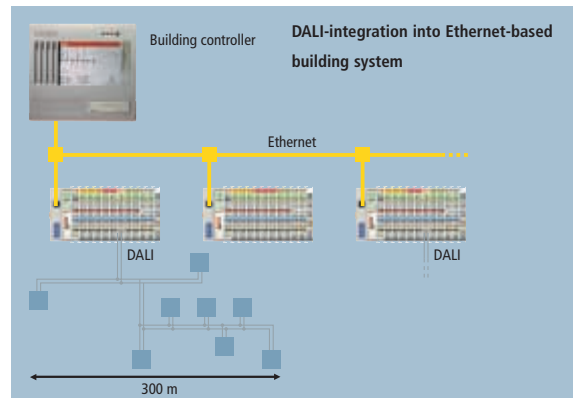 Building controller
DALI-integration into Ethernet-based
building system
Ethernet
DALI
DALI
300 m